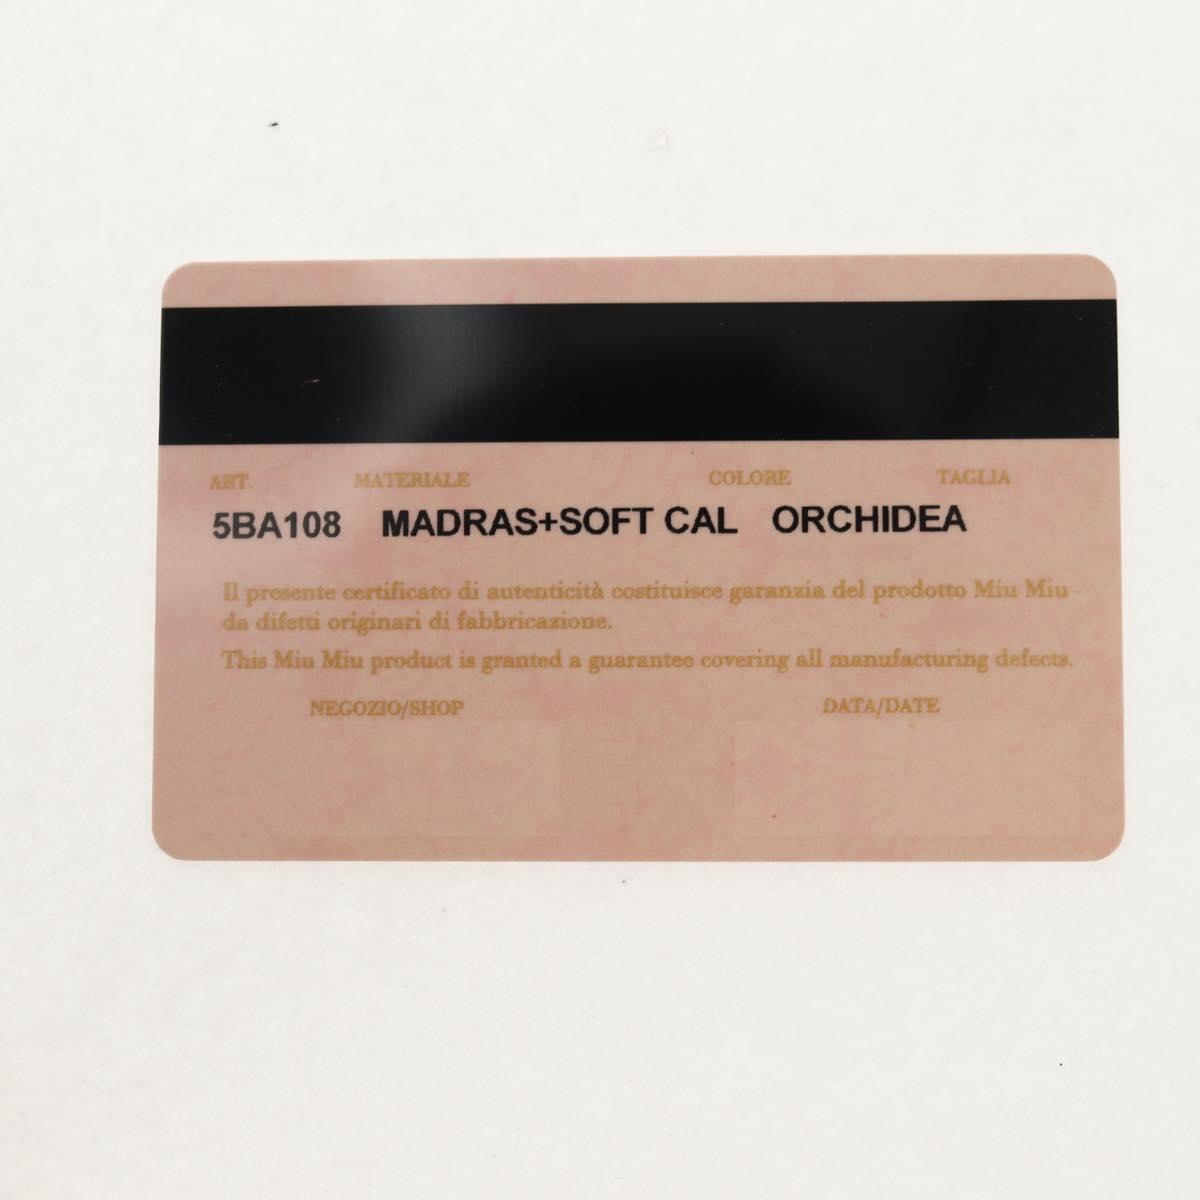 ART. MATERIALE COLORE TAGLIA
5BA108 MADRAS+SOFT CAL ORCHIDEA
Il presente certificato di autenticità costituisce garanzia del prodotto Miu Miu
da difetti originari di fabbricazione.
This Miu Miu product is granted a guarantee covering all manufacturing defects.
NEGOZIO/SHOP DATA/DATE